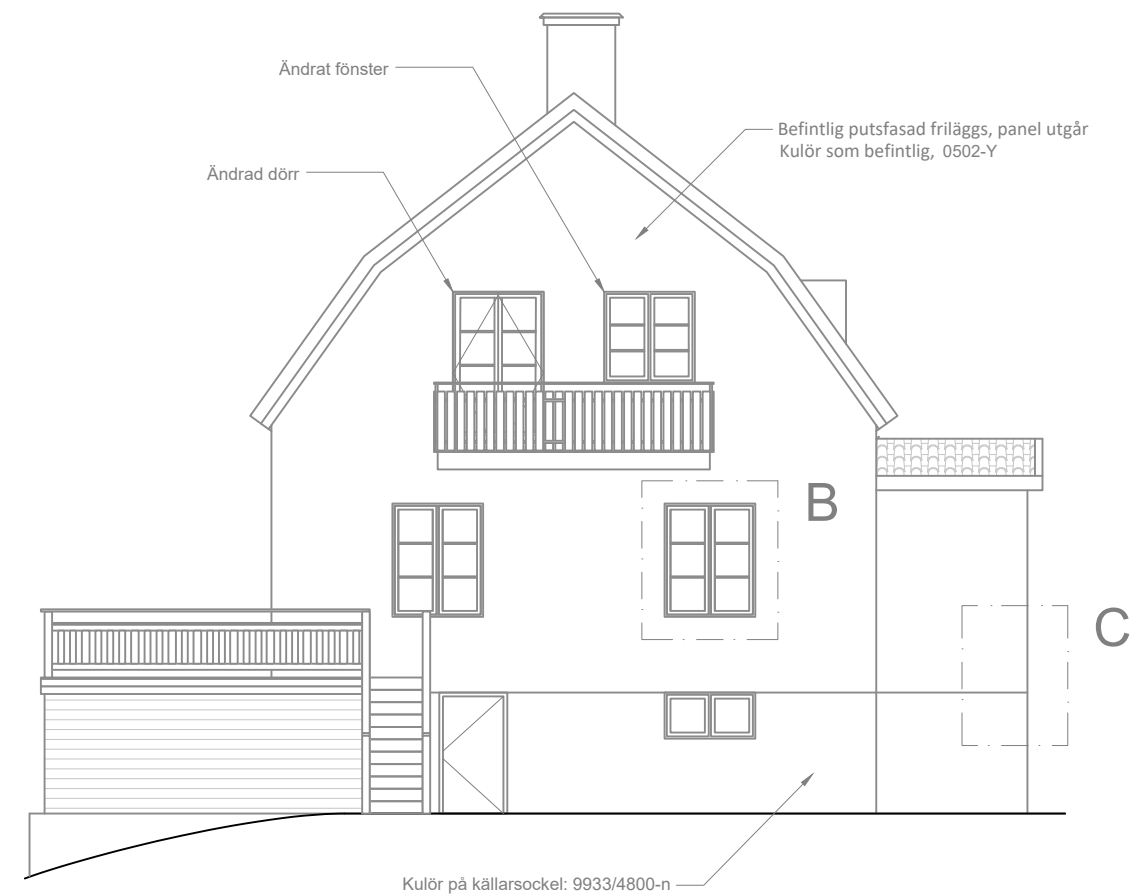 Ändrat fönster
Befintlig putsfasad friläggs, panel utgår
Kulör som befintlig, 0502-Y
Ändrad dörr
B
C
Kulör på källarsockel: 9933/4800-n